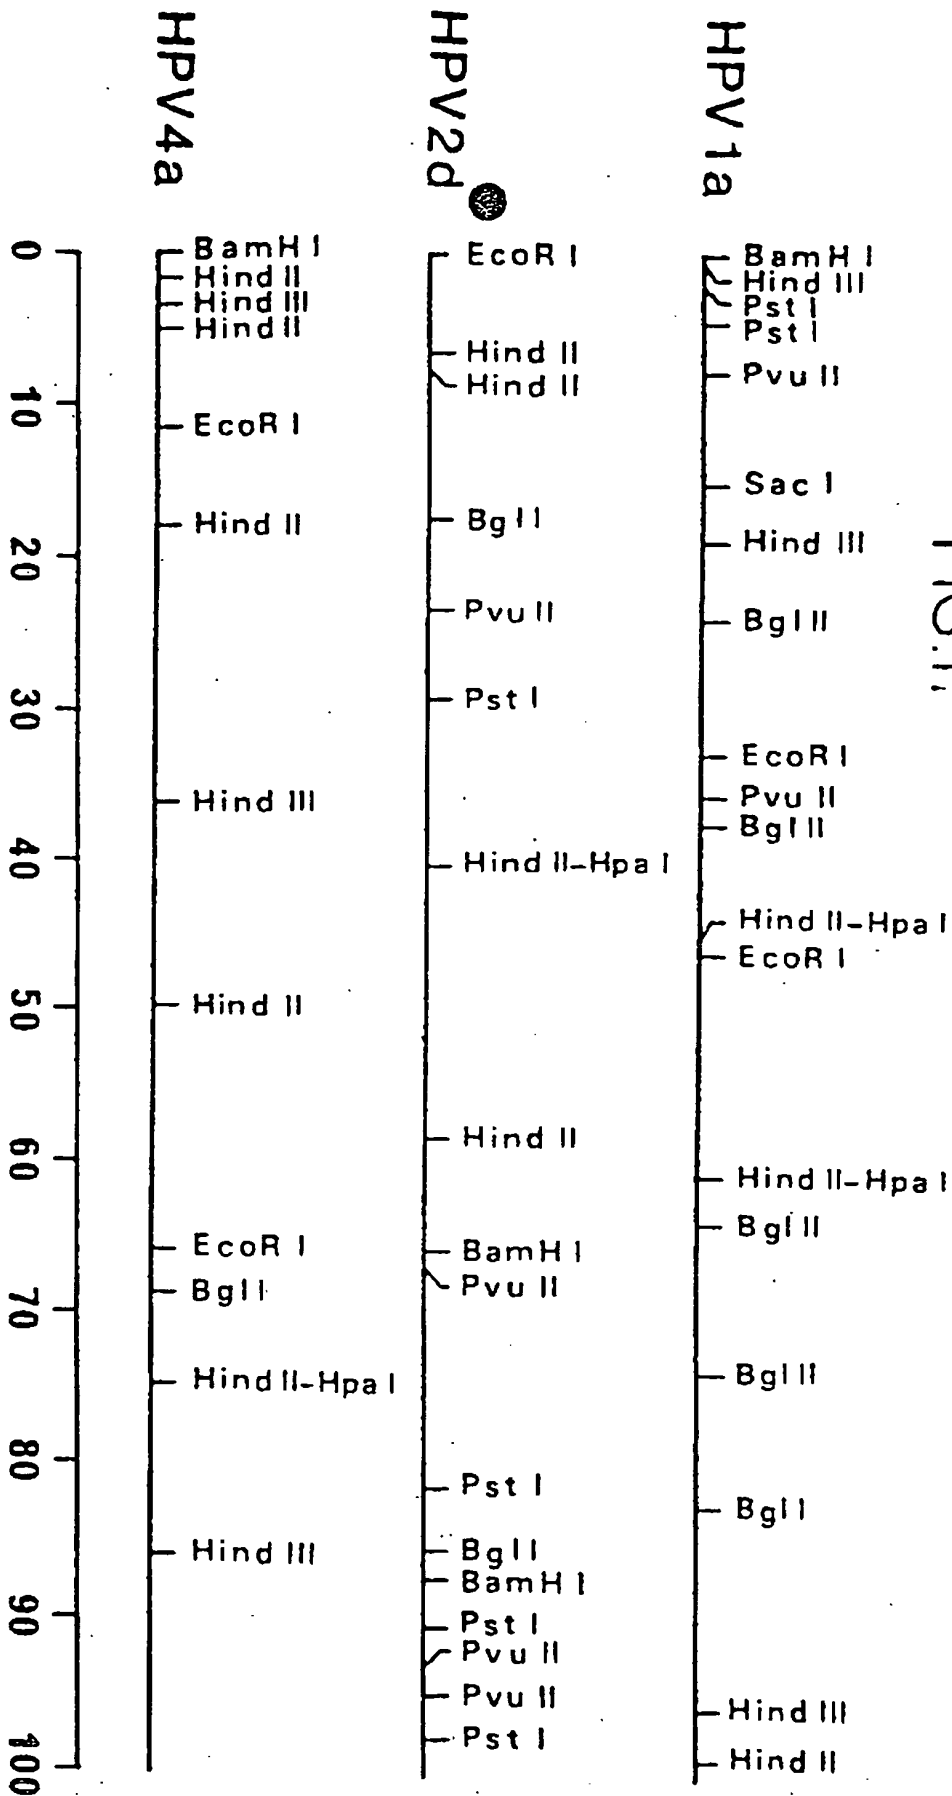 FIG.1,
HPV1a
BamH I
Hind III
Pst I
Pst I
Pvu II
Sac I
Hind III
Bgl II
EcoR I
Pvu II
Bgl II
Hind II-Hpa I
EcoR I
Hind II-Hpa I
Bgl II
Bgl II
Bgl I
Hind III
Hind II
HPV2d
EcoR I
Hind II
Hind II
Bgl I
Pvu II
Pst I
Hind II-Hpa I
Hind II
BamH I
Pvu II
Pst I
Bgl I
BamH I
Pst I
Pvu II
Pvu II
Pst I
HPV4a
BamH I
Hind II
Hind III
Hind II
EcoR I
Hind II
Hind III
Hind II
EcoR I
Bgl I
Hind II-Hpa I
Hind III
0
10
20
30
40
50
60
70
80
90
100